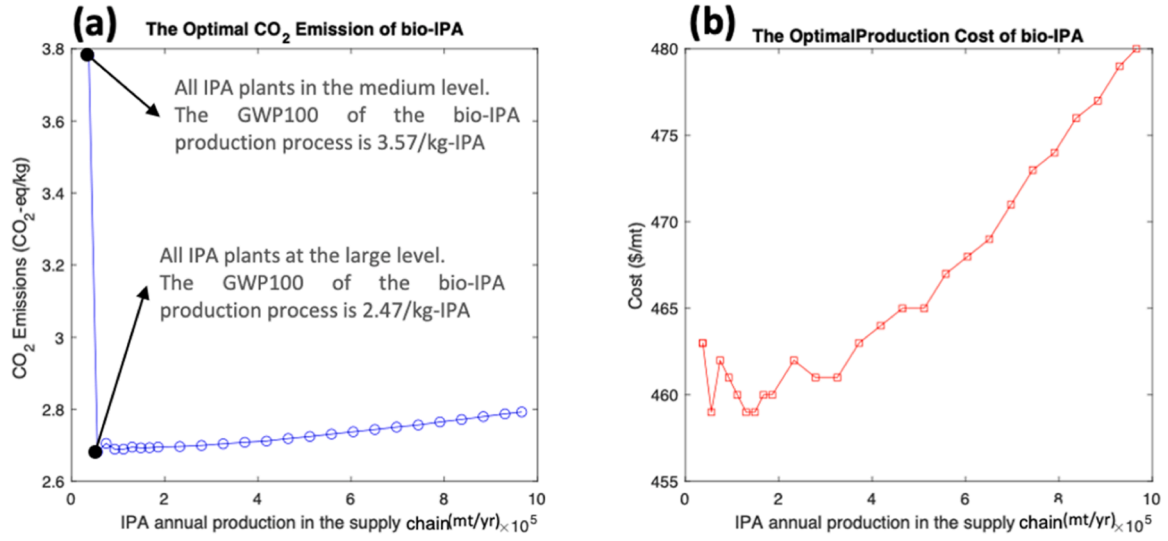 (a)
The Optimal CO2 Emission of bio-IPA
3.8
3.6
3.4
3.2
3
2.8
2.6
CO2 Emissions (CO2-eq/kg)
All IPA plants in the medium level.
The GWP100 of the bio-IPA
production process is 3.57/kg-IPA
All IPA plants at the large level.
The GWP100 of the bio-IPA
production process is 2.47/kg-IPA
0 2 4 6 8 10
IPA annual production in the supply chain(mt/yr) ×10^5
(b)
The OptimalProduction Cost of bio-IPA
480
475
470
465
460
455
Cost ($/mt)
0 2 4 6 8 10
IPA annual production in the supply chain(mt/yr) ×10^5